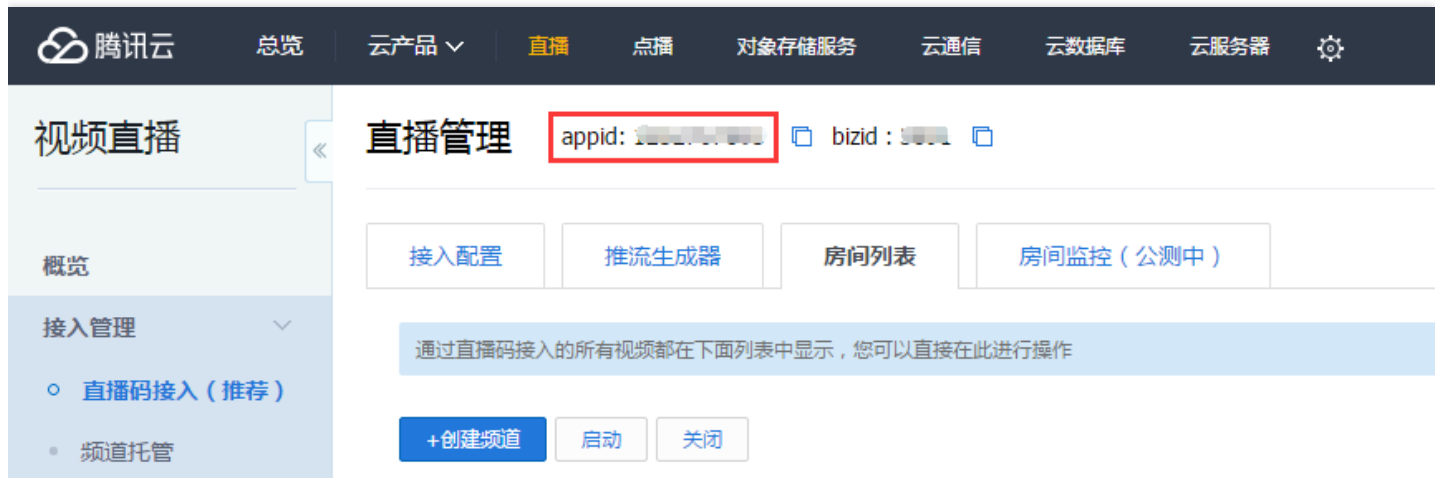 腾讯云 总览 云产品 直播 点播 对象存储服务 云通信 云数据库 云服务器
视频直播
直播管理 appid: bizid :
接入配置 推流生成器 房间列表 房间监控（公测中）
概览
接入管理
通过直播码接入的所有视频都在下面列表中显示，您可以直接在此进行操作
直播码接入（推荐）
+创建频道 启动 关闭
频道托管